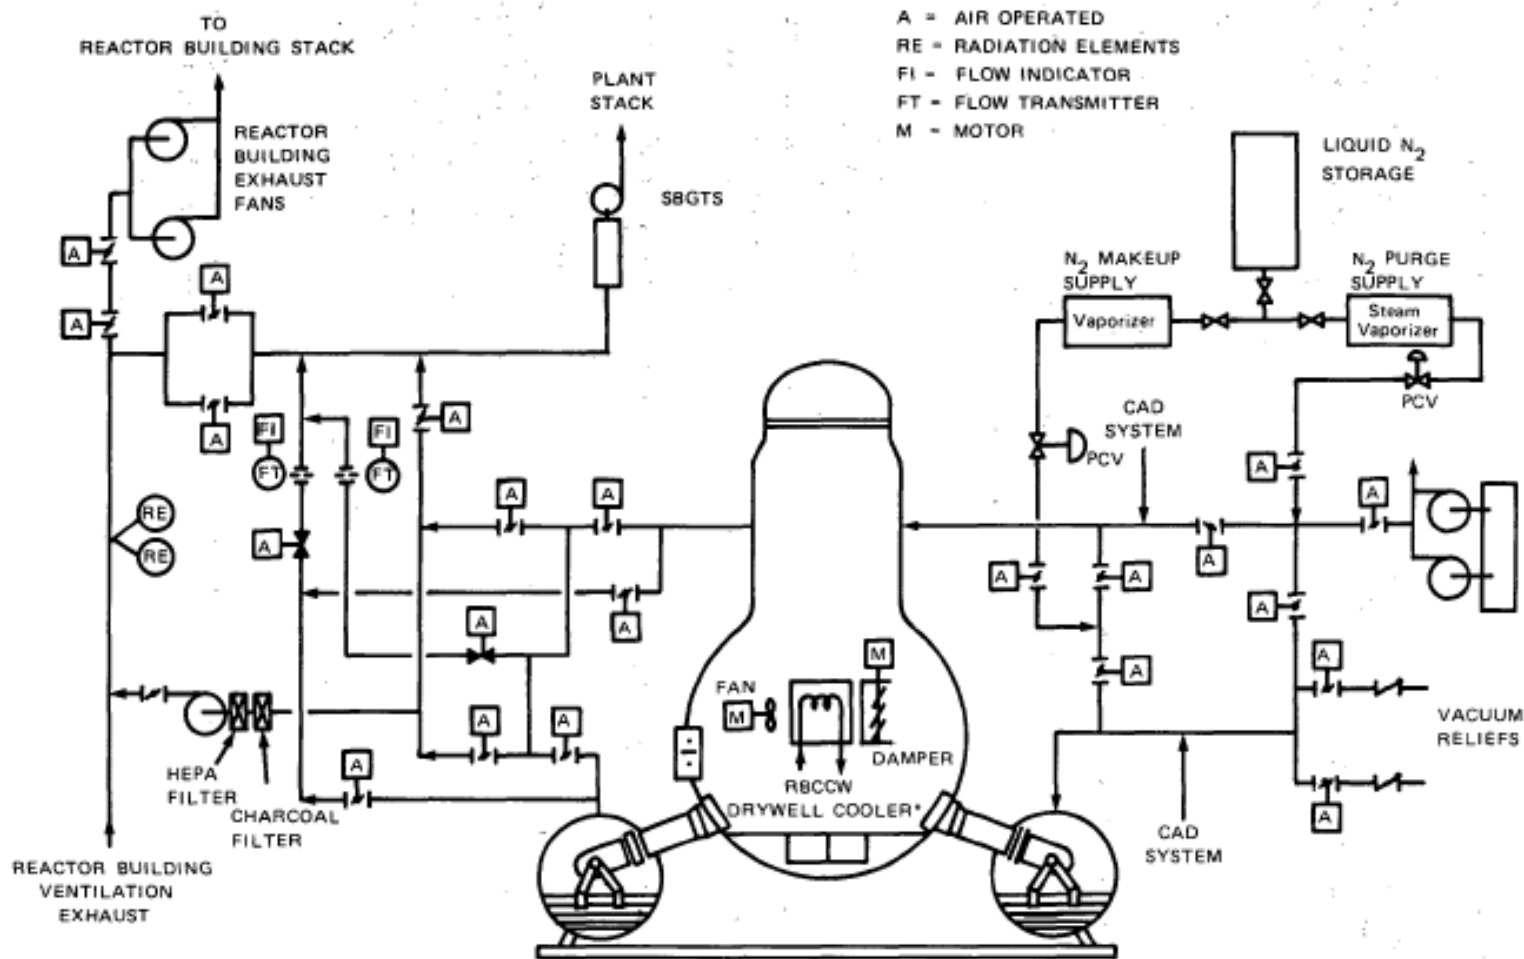 TO
REACTOR BUILDING STACK
A = AIR OPERATED
RE = RADIATION ELEMENTS
FI = FLOW INDICATOR
FT = FLOW TRANSMITTER
M = MOTOR
PLANT
STACK
REACTOR
BUILDING
EXHAUST
FANS
SBGTS
LIQUID N2
STORAGE
N2 MAKEUP
SUPPLY
N2 PURGE
SUPPLY
Vaporizer
Steam
Vaporizer
A
A
A
A
PCV
CAD
SYSTEM
PCV
A
FI
FI
FT
FT
A
A
A
A
A
A
RE
RE
A
A
A
A
A
A
A
M
A
A
FAN
M
A
A
VACUUM
RELIEFS
DAMPER
A
HEPA
FILTER
RBCCW
DRYWELL COOLER*
CHARCOAL
FILTER
A
CAD
SYSTEM
REACTOR BUILDING
VENTILATION
EXHAUST